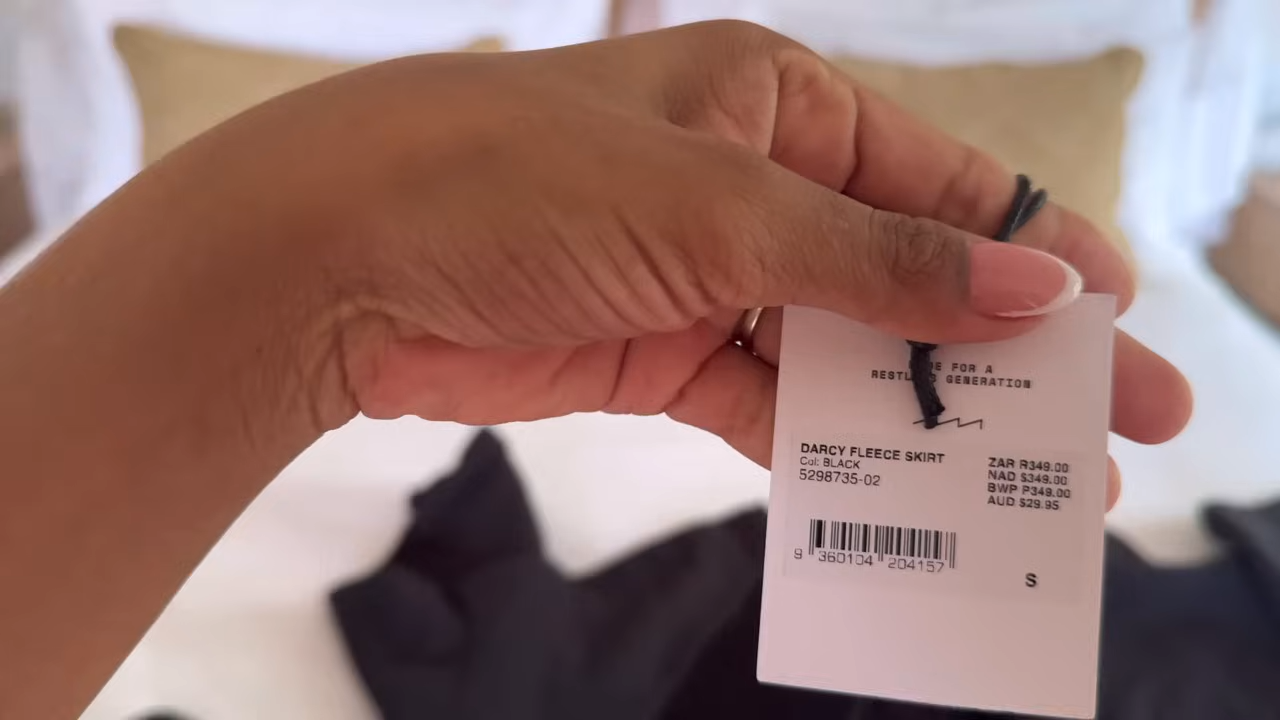 FOR A
GENERATION
DARCY FLEECE SKIRT
Col: BLACK
5298735-02
ZAR R349.00
NAD $349.00
BWP P349.00
AUD $29.95
9 360104 204157
S